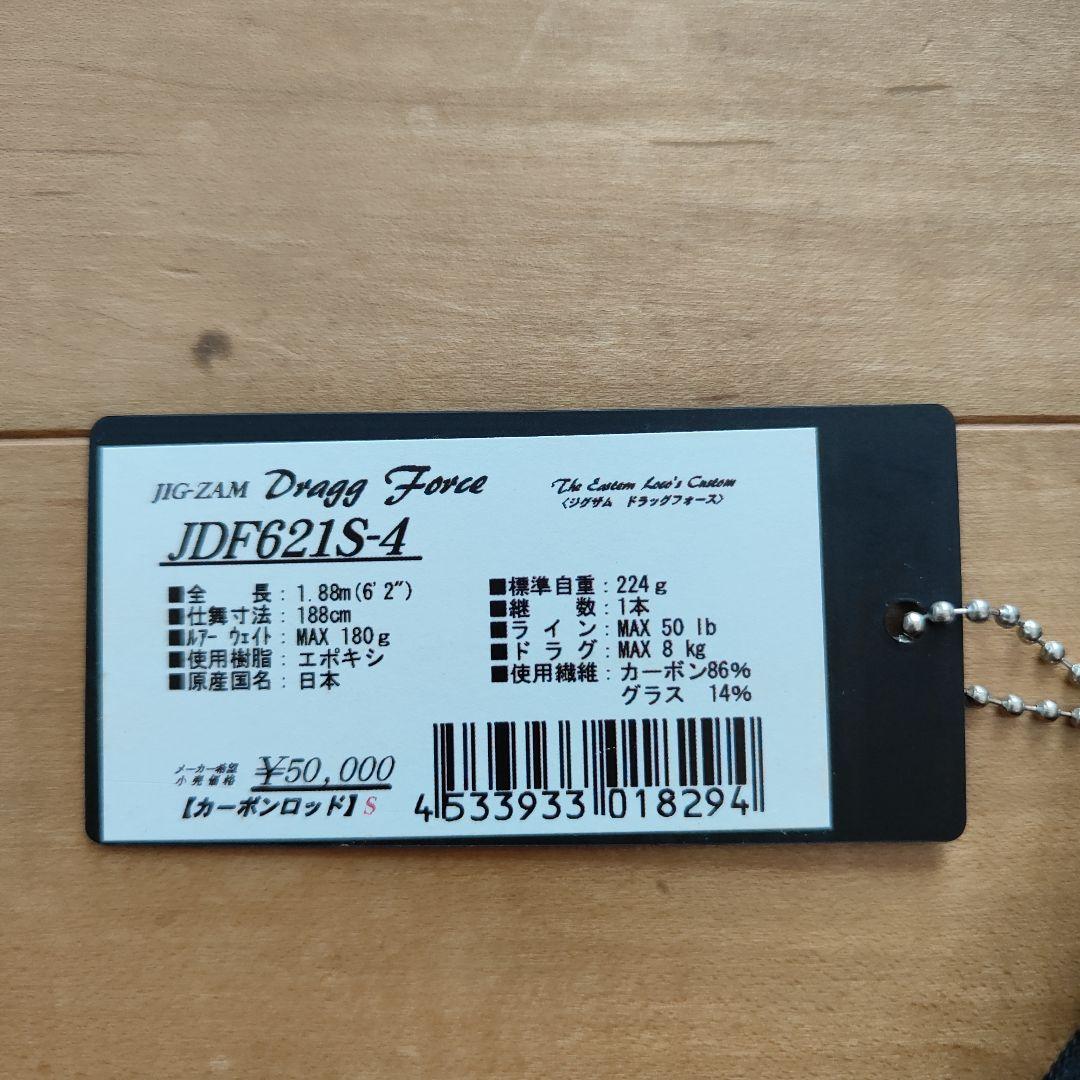 JIG-ZAM Dragg Force
The Eastern Loco's Custom
〈ジグザム ドラッグフォース〉
JDF621S-4
■全長：1.88m(6'2")
■仕舞寸法：188cm
■ルアー ウェイト：MAX 180g
■使用樹脂：エポキシ
■原産国名：日本
■標準自重：224g
■継数：1本
■ライン：MAX 50 lb
■ドラグ：MAX 8 kg
■使用繊維：カーボン86%
グラス 14%
メーカー希望
小売価格 ¥50,000
【カーボンロッド】S
4 533933 018294